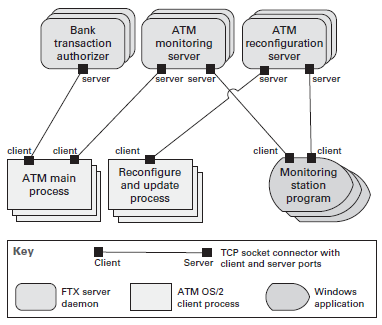 Bank
transaction
authorizer
ATM
monitoring
server
ATM
reconfiguration
server
server
server
server
server
server
client
client
client
client
client
ATM main
process
Reconfigure
and update
process
Monitoring
station
program
Key
Client
Server
TCP socket connector with
client and server ports
FTX server
daemon
ATM OS/2
client process
Windows
application